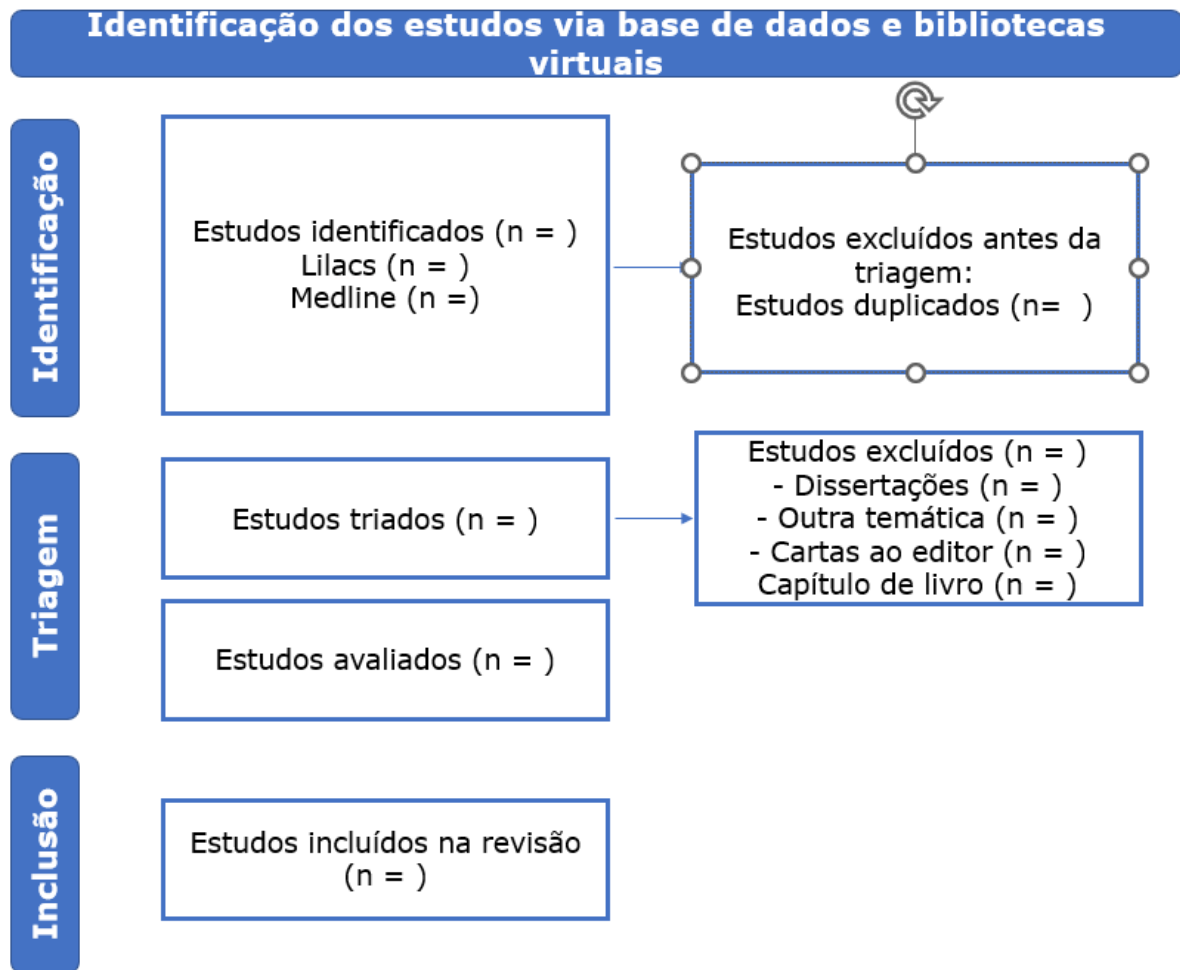 Identificação dos estudos via base de dados e bibliotecas
virtuais
Identificação
Estudos identificados (n = )
Lilacs (n = )
Medline (n =)
Estudos excluídos antes da
triagem:
Estudos duplicados (n=  )
Triagem
Estudos triados (n = )
Estudos excluídos (n = )
- Dissertações (n = )
- Outra temática (n = )
- Cartas ao editor (n = )
Capítulo de livro (n = )
Estudos avaliados (n = )
Inclusão
Estudos incluídos na revisão
(n = )